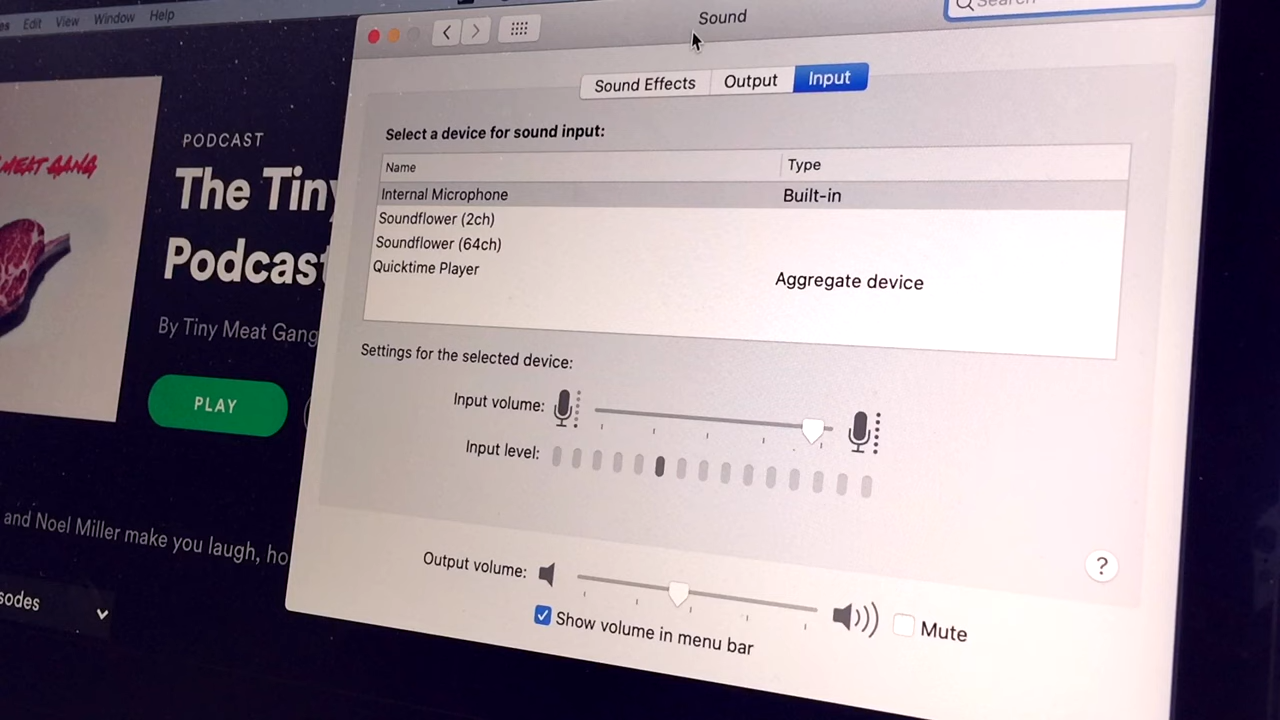 Edit View Window Help
Sound
Sound Effects Output Input
Select a device for sound input:
Name Type
Internal Microphone Built-in
Soundflower (2ch)
Soundflower (64ch)
Quicktime Player Aggregate device
Settings for the selected device:
Input volume:
Input level:
Output volume:
Mute
Show volume in menu bar
?
MEAT GANG
PODCAST
The Tiny
Podcast
By Tiny Meat Gang
PLAY
and Noel Miller make you laugh, ho
sodes